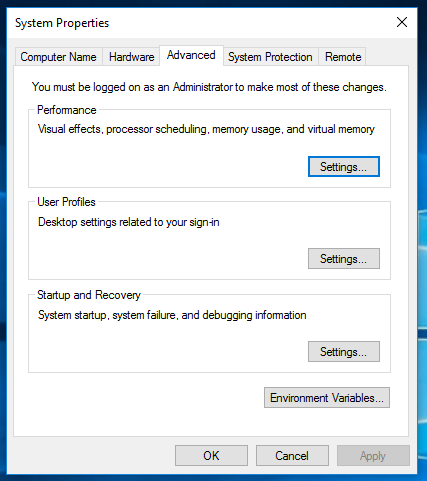 System Properties
Computer Name Hardware Advanced System Protection Remote
You must be logged on as an Administrator to make most of these changes.
Performance
Visual effects, processor scheduling, memory usage, and virtual memory
Settings...
User Profiles
Desktop settings related to your sign-in
Settings...
Startup and Recovery
System startup, system failure, and debugging information
Settings...
Environment Variables...
OK Cancel Apply